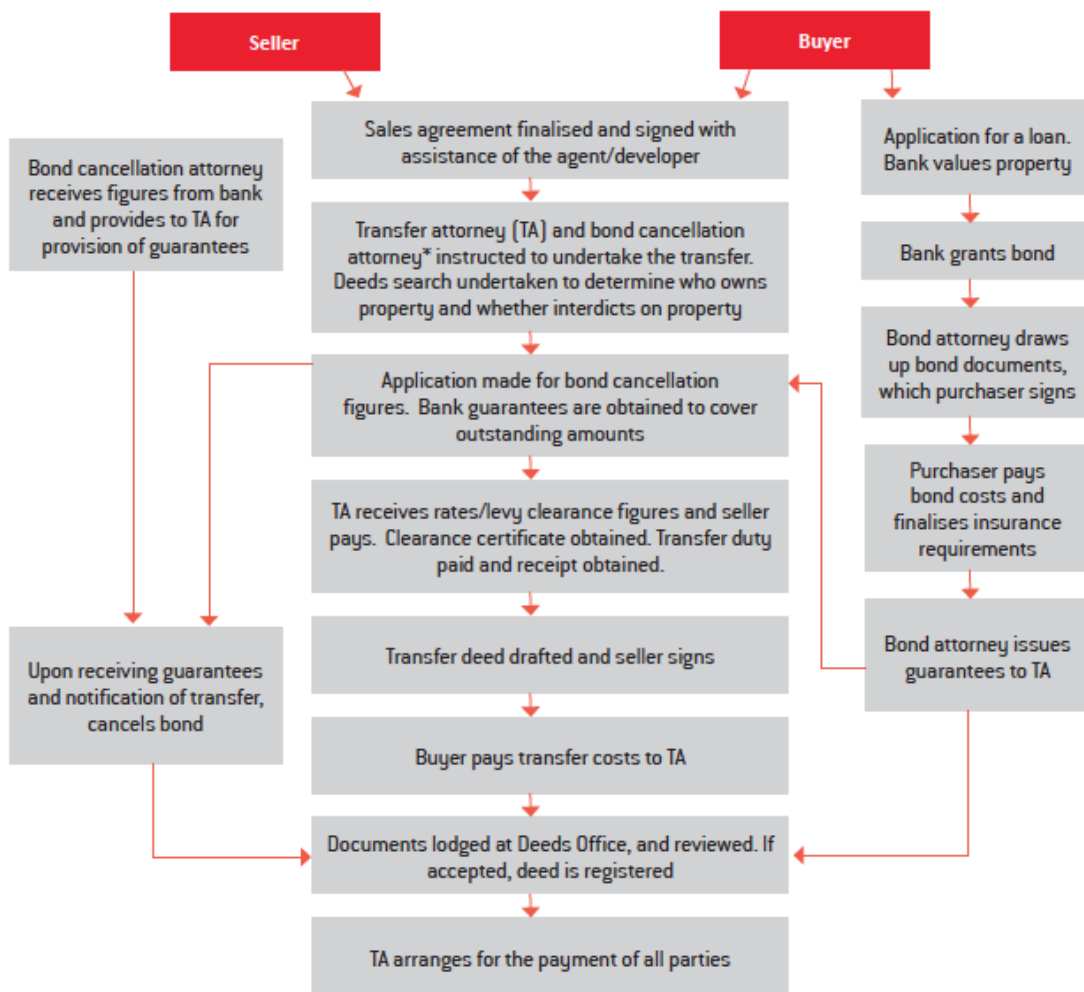 Seller
Buyer
Sales agreement finalised and signed with
assistance of the agent/developer
Application for a loan.
Bank values property
Bond cancellation attorney
receives figures from bank
and provides to TA for
provision of guarantees
Transfer attorney (TA) and bond cancellation
attorney* instructed to undertake the transfer.
Deeds search undertaken to determine who owns
property and whether interdicts on property
Bank grants bond
Bond attorney draws
up bond documents,
which purchaser signs
Application made for bond cancellation
figures. Bank guarantees are obtained to cover
outstanding amounts
Purchaser pays
bond costs and
finalises insurance
requirements
TA receives rates/levy clearance figures and seller
pays. Clearance certificate obtained. Transfer duty
paid and receipt obtained.
Upon receiving guarantees
and notification of transfer,
cancels bond
Transfer deed drafted and seller signs
Bond attorney issues
guarantees to TA
Buyer pays transfer costs to TA
Documents lodged at Deeds Office, and reviewed. If
accepted, deed is registered
TA arranges for the payment of all parties